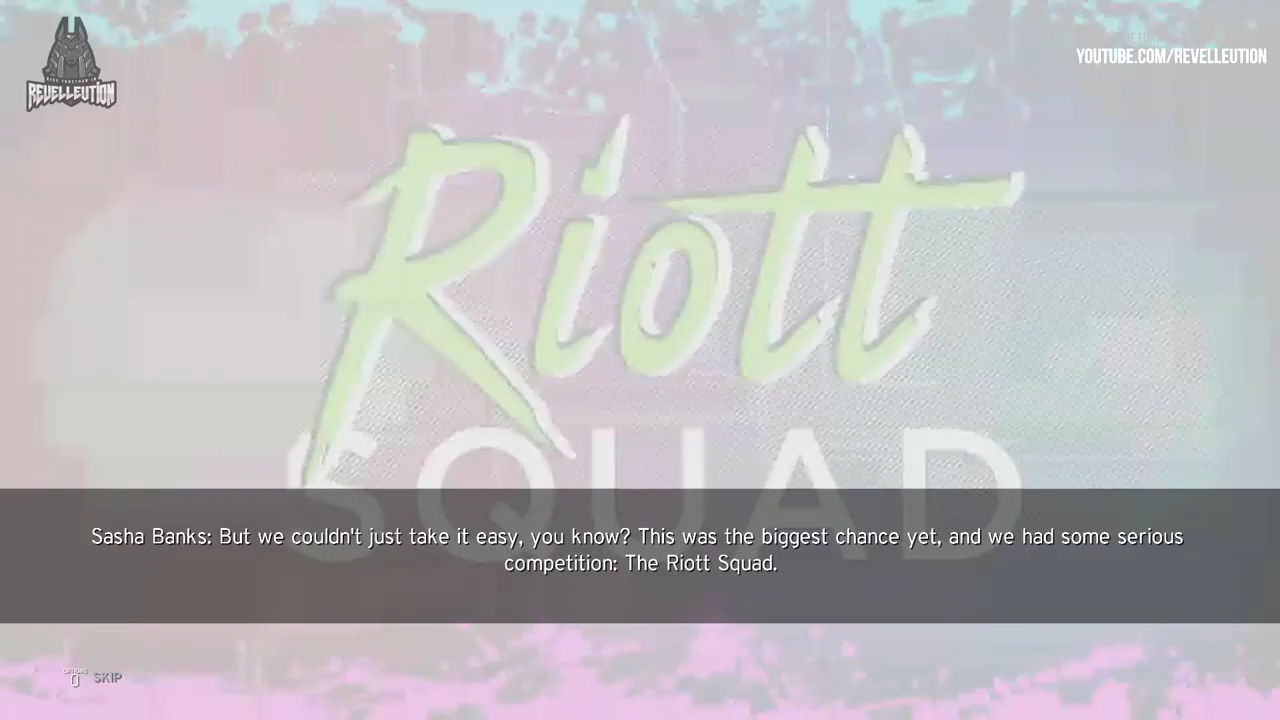 REVELLEUTION
YOUTUBE.COM/REVELLEUTION
Riott
SQUAD
Sasha Banks: But we couldn't just take it easy, you know? This was the biggest chance yet, and we had some serious
competition: The Riott Squad.
OPTIONS
SKIP